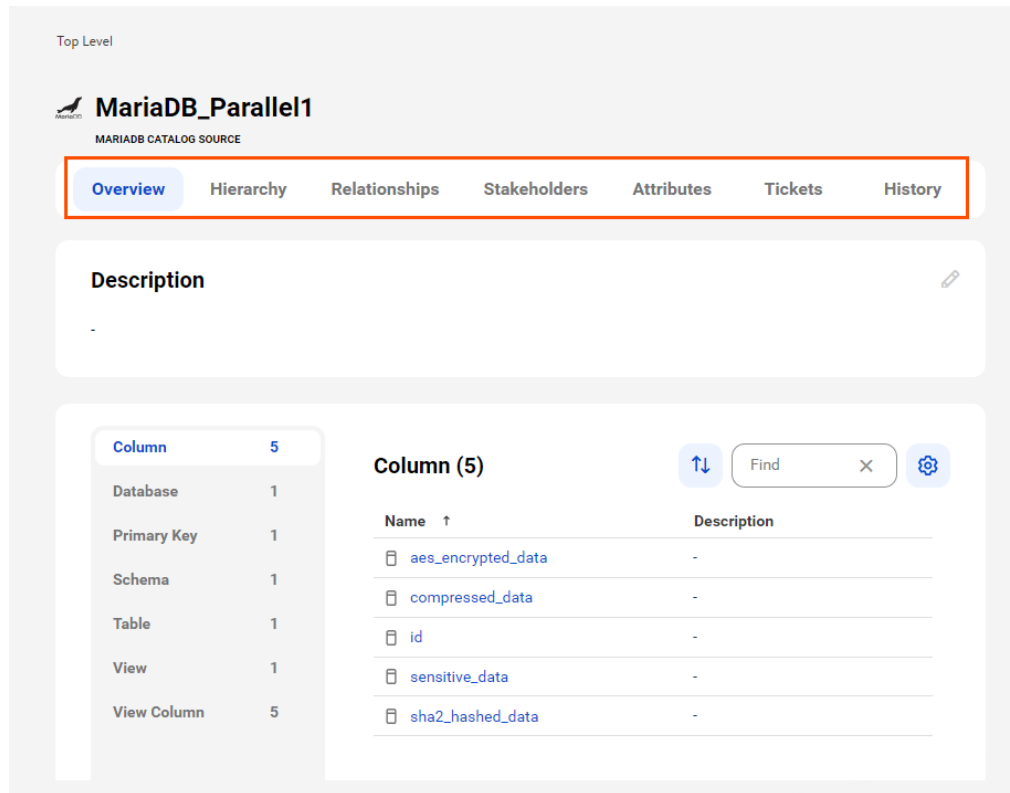 Top Level
MariaDB_Parallel1
MariaDB
MARIADB CATALOG SOURCE
Overview Hierarchy Relationships Stakeholders Attributes Tickets History
Description
-
Column 5
Database 1
Primary Key 1
Schema 1
Table 1
View 1
View Column 5
Column (5)
Find
Name ↑ Description
aes_encrypted_data -
compressed_data -
id -
sensitive_data -
sha2_hashed_data -